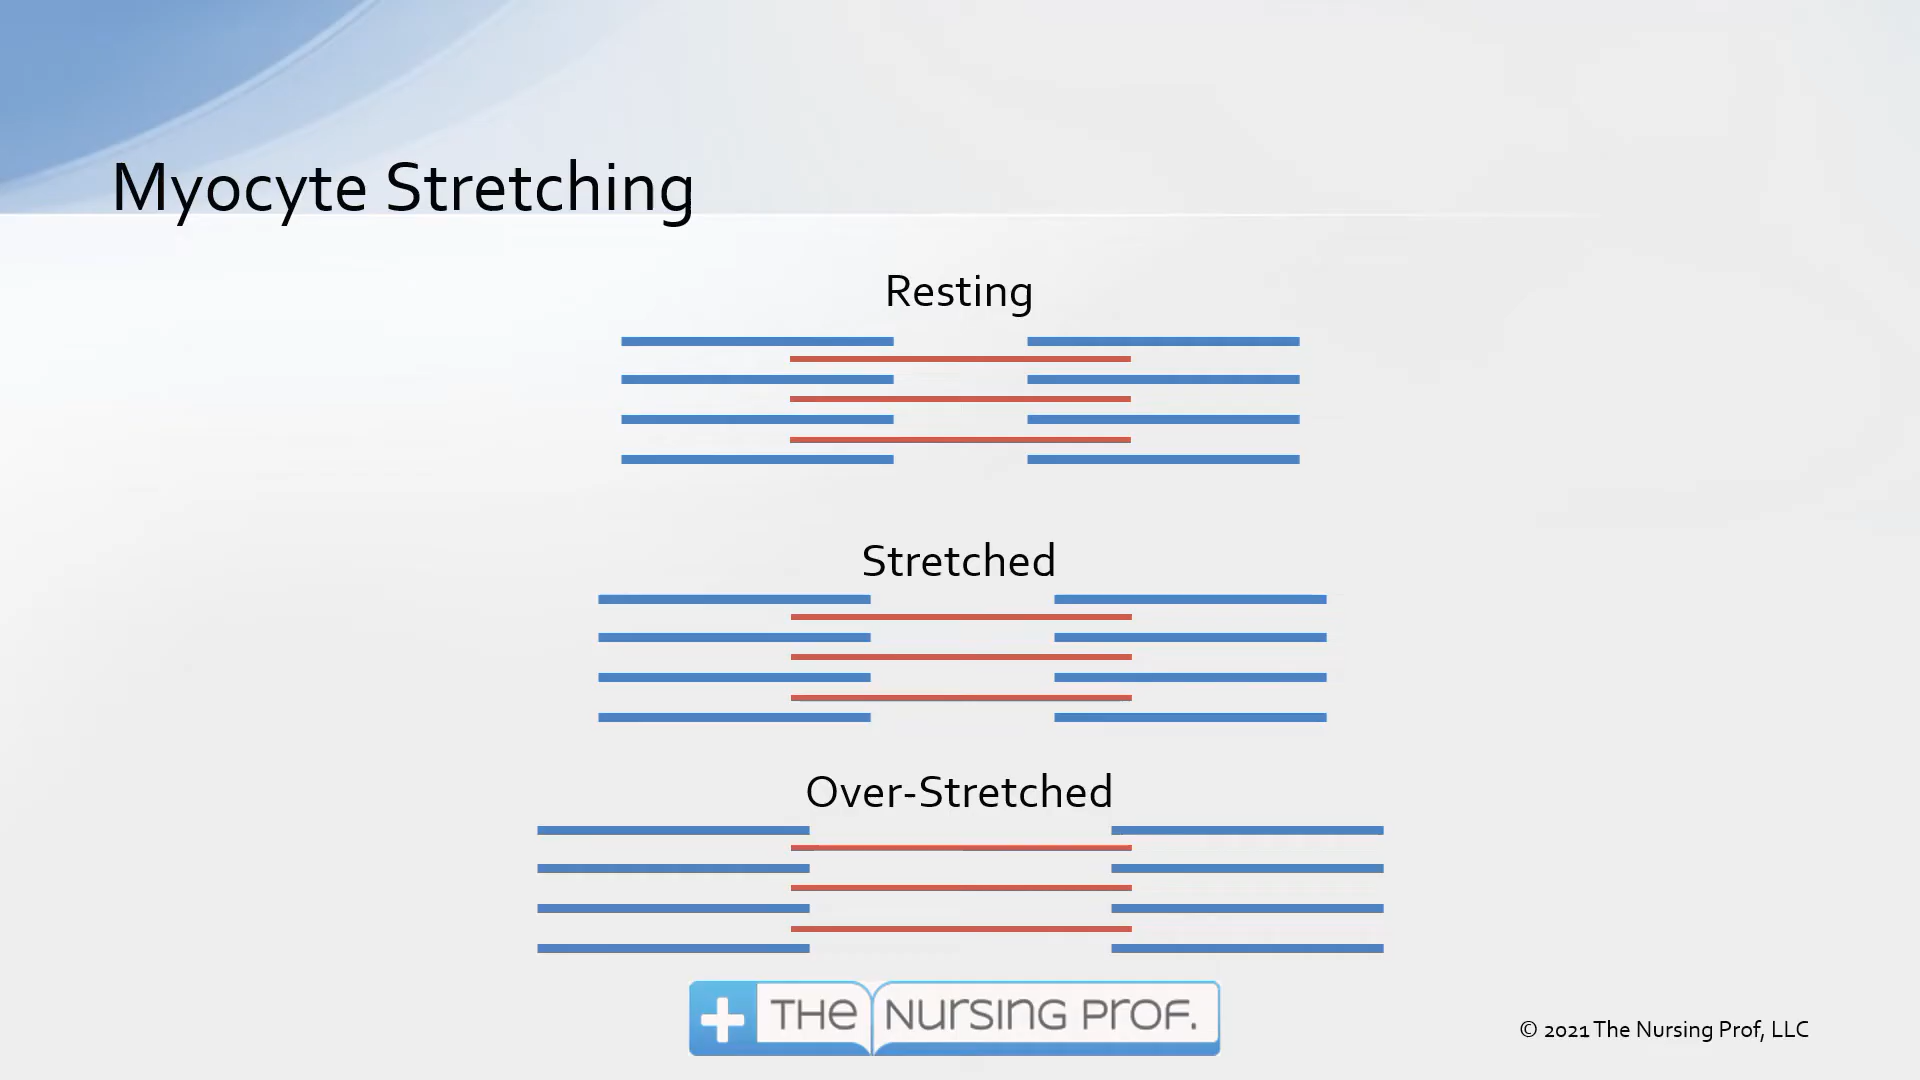 Myocyte Stretching
Resting
Stretched
Over-Stretched
THE NURSING PROF.
© 2021 The Nursing Prof, LLC